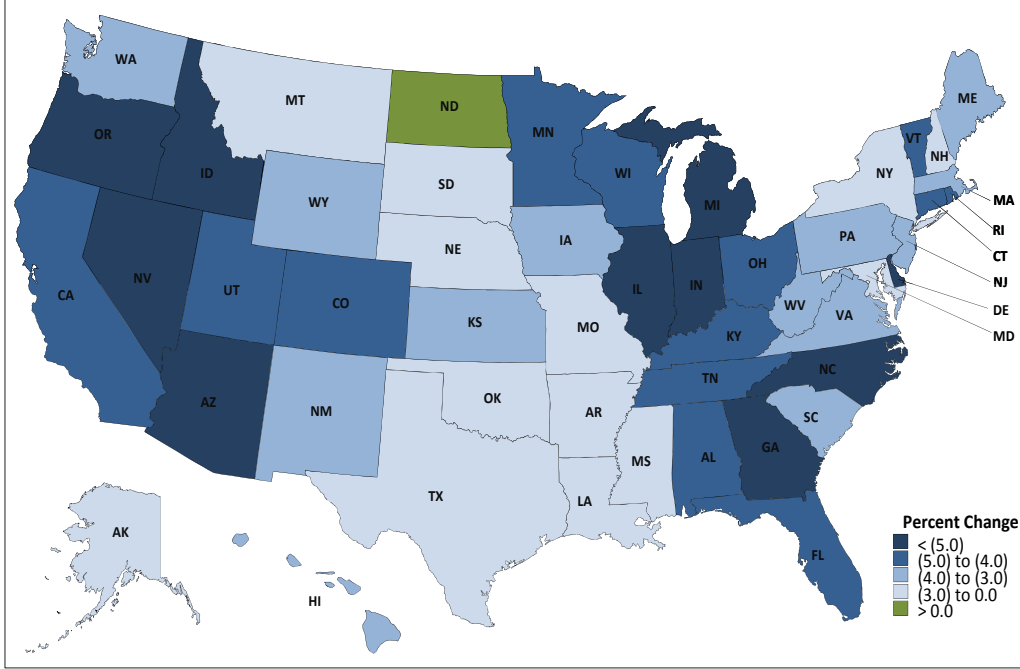 WA
ME
MT
ND
OR
MN
VT
NH
ID
WI
NY
SD
WY
MI
MA
RI
PA
IA
NE
CT
OH
NV
IL
IN
NJ
UT
CA
CO
WV
DE
VA
KS
MO
KY
MD
NC
TN
OK
AZ
NM
AR
SC
GA
MS
AL
TX
LA
Percent Change
< (5.0)
(5.0) to (4.0)
(4.0) to (3.0)
(3.0) to 0.0
> 0.0
AK
FL
HI